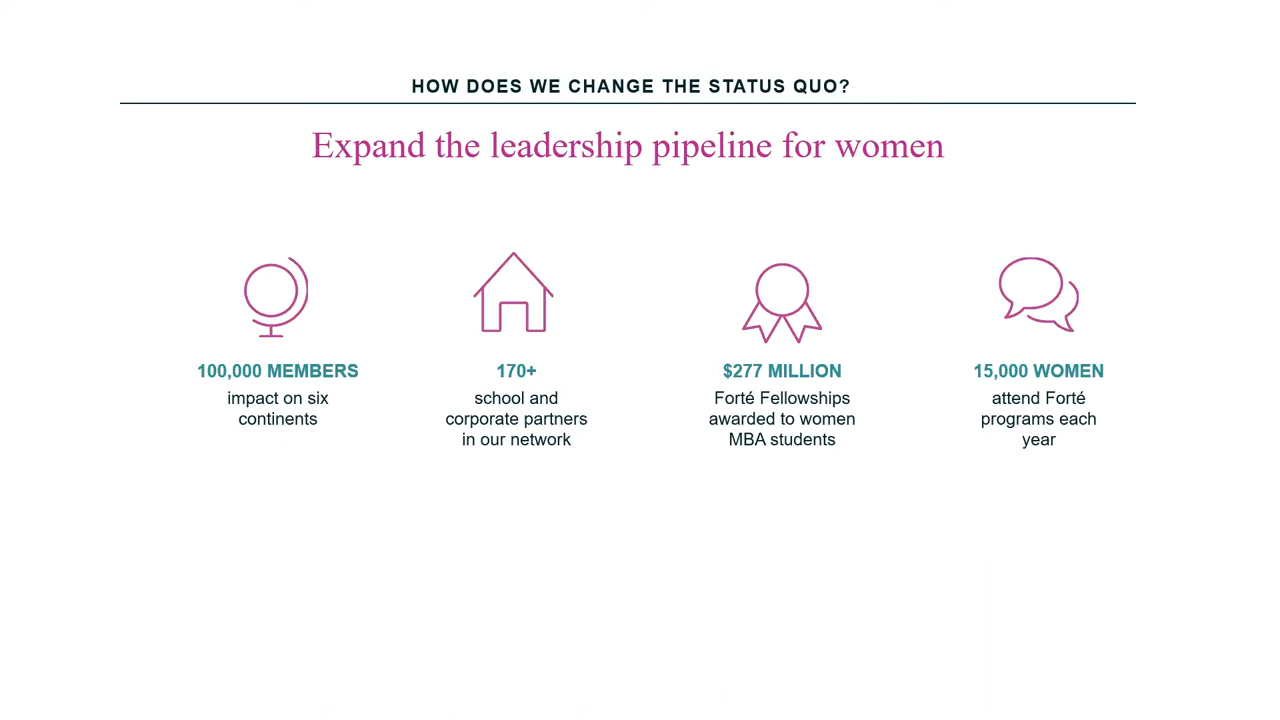 HOW DOES WE CHANGE THE STATUS QUO?
Expand the leadership pipeline for women
100,000 MEMBERS
impact on six
continents
170+
school and
corporate partners
in our network
$277 MILLION
Forté Fellowships
awarded to women
MBA students
15,000 WOMEN
attend Forté
programs each
year